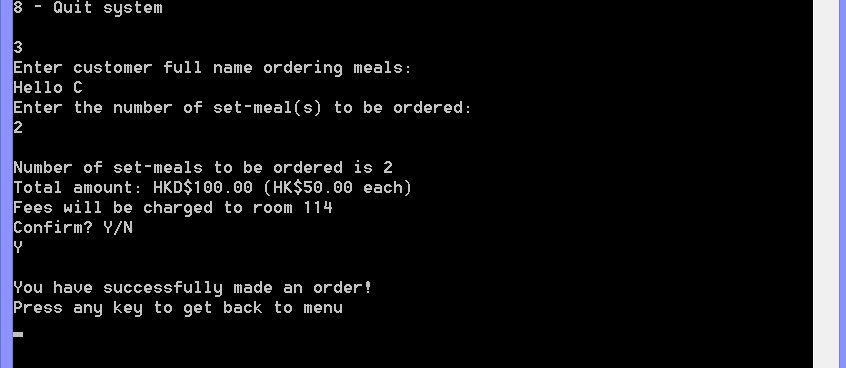 8 - Quit system
3
Enter customer full name ordering meals:
Hello C
Enter the number of set-meal(s) to be ordered:
2
Number of set-meals to be ordered is 2
Total amount: HKD$100.00 (HK$50.00 each)
Fees will be charged to room 114
Confirm? Y/N
Y
You have successfully made an order!
Press any key to get back to menu